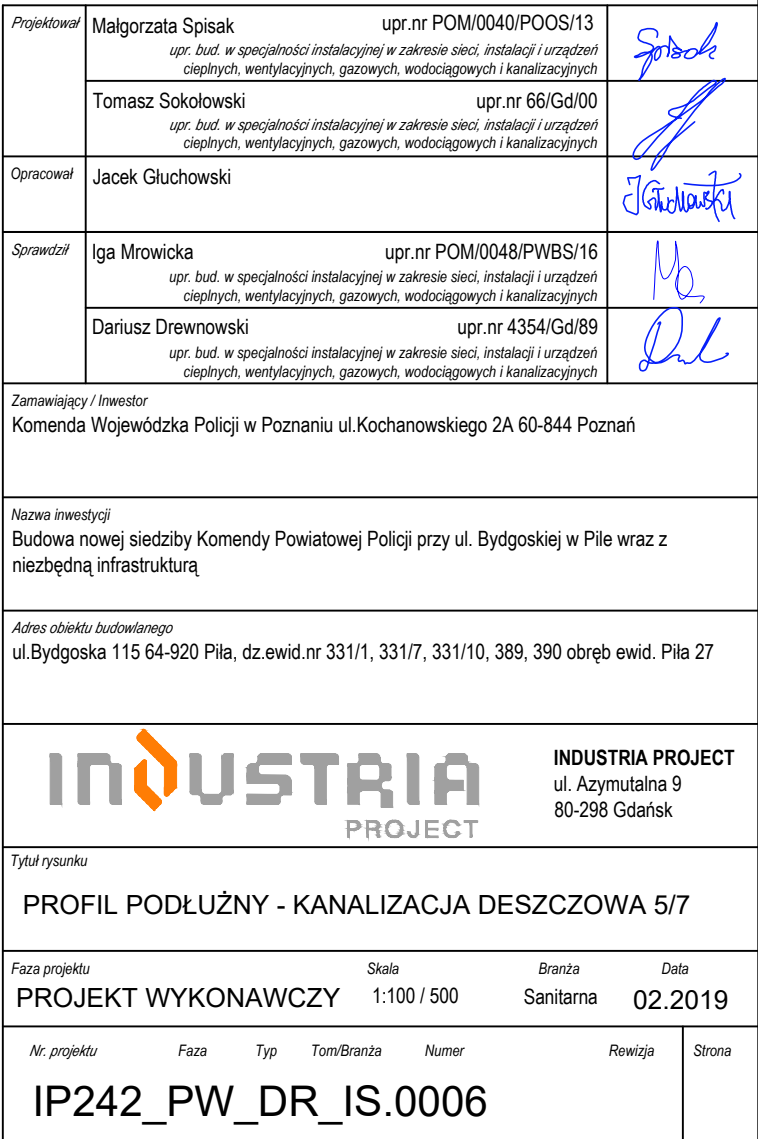 Projektował
Małgorzata Spisak upr.nr POM/0040/POOS/13
upr. bud. w specjalności instalacyjnej w zakresie sieci, instalacji i urządzeń
cieplnych, wentylacyjnych, gazowych, wodociągowych i kanalizacyjnych
Spisak
Tomasz Sokołowski upr.nr 66/Gd/00
upr. bud. w specjalności instalacyjnej w zakresie sieci, instalacji i urządzeń
cieplnych, wentylacyjnych, gazowych, wodociągowych i kanalizacyjnych
Opracował
Jacek Głuchowski
JGłuchowski
Sprawdził
Iga Mrowicka upr.nr POM/0048/PWBS/16
upr. bud. w specjalności instalacyjnej w zakresie sieci, instalacji i urządzeń
cieplnych, wentylacyjnych, gazowych, wodociągowych i kanalizacyjnych
Dariusz Drewnowski upr.nr 4354/Gd/89
upr. bud. w specjalności instalacyjnej w zakresie sieci, instalacji i urządzeń
cieplnych, wentylacyjnych, gazowych, wodociągowych i kanalizacyjnych
Zamawiający / Inwestor
Komenda Wojewódzka Policji w Poznaniu ul.Kochanowskiego 2A 60-844 Poznań
Nazwa inwestycji
Budowa nowej siedziby Komendy Powiatowej Policji przy ul. Bydgoskiej w Pile wraz z
niezbędną infrastrukturą
Adres obiektu budowlanego
ul.Bydgoska 115 64-920 Piła, dz.ewid.nr 331/1, 331/7, 331/10, 389, 390 obręb ewid. Piła 27
INDUSTRIA
PROJECT
INDUSTRIA PROJECT
ul. Azymutalna 9
80-298 Gdańsk
Tytuł rysunku
PROFIL PODŁUŻNY - KANALIZACJA DESZCZOWA 5/7
Faza projektu Skala Branża Data
PROJEKT WYKONAWCZY 1:100 / 500 Sanitarna 02.2019
Nr. projektu Faza Typ Tom/Branża Numer Rewizja Strona
IP242_PW_DR_IS.0006